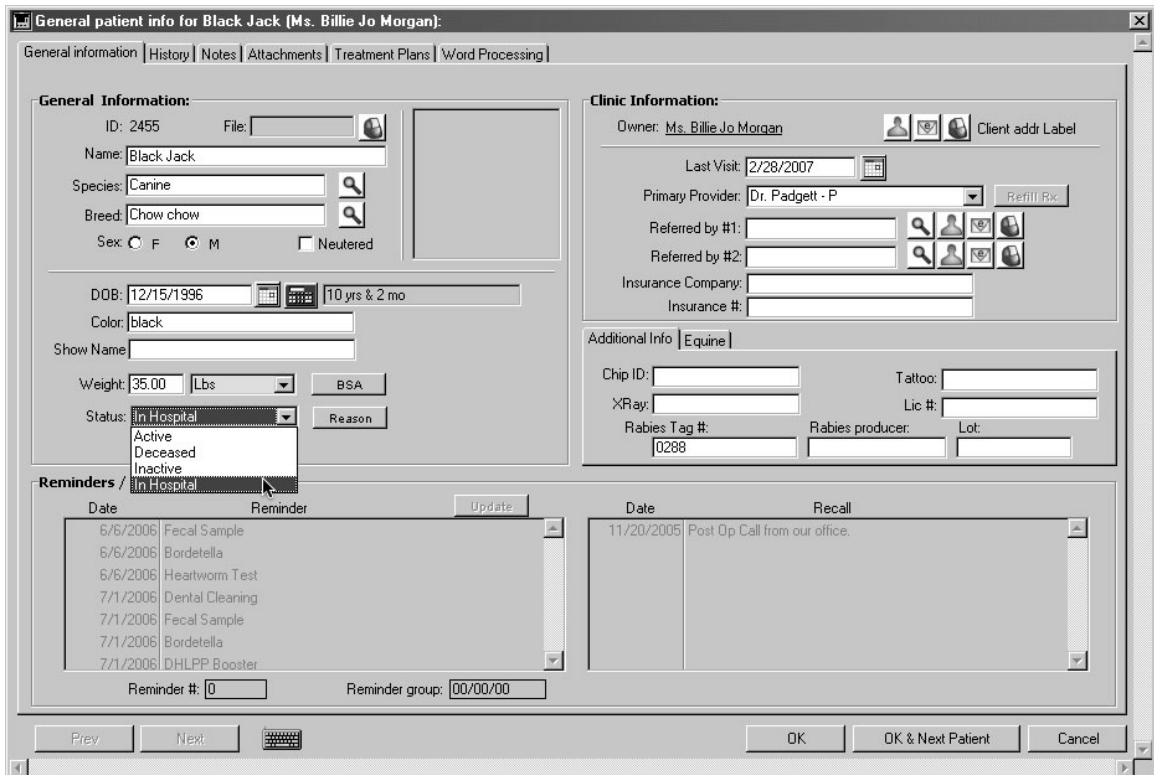 General patient info for Black Jack (Ms. Billie Jo Morgan):
General information History Notes Attachments Treatment Plans Word Processing
General Information:
ID: 2455 File:
Name: Black Jack
Species: Canine
Breed: Chow chow
Sex: F M Neutered
DOB: 12/15/1996 10 yrs & 2 mo
Color: black
Show Name
Weight: 35.00 Lbs BSA
Status: In Hospital Reason
Active
Deceased
Inactive
In Hospital
Clinic Information:
Owner: Ms. Billie Jo Morgan Client addr Label
Last Visit: 2/28/2007
Primary Provider: Dr. Padgett - P Refill Rx
Referred by #1:
Referred by #2:
Insurance Company:
Insurance #:
Additional Info Equine
Chip ID: Tattoo:
XRay: Lic #:
Rabies Tag #: Rabies producer: Lot:
0288
Reminders /
Update
Date Reminder
6/6/2006 Fecal Sample
6/6/2006 Bordetella
6/6/2006 Heartworm Test
7/1/2006 Dental Cleaning
7/1/2006 Fecal Sample
7/1/2006 Bordetella
7/1/2006 DHLPP Booster
Reminder #: 0 Reminder group: 00/00/00
Date Recall
11/20/2005 Post Op Call from our office.
Prev Next OK OK & Next Patient Cancel